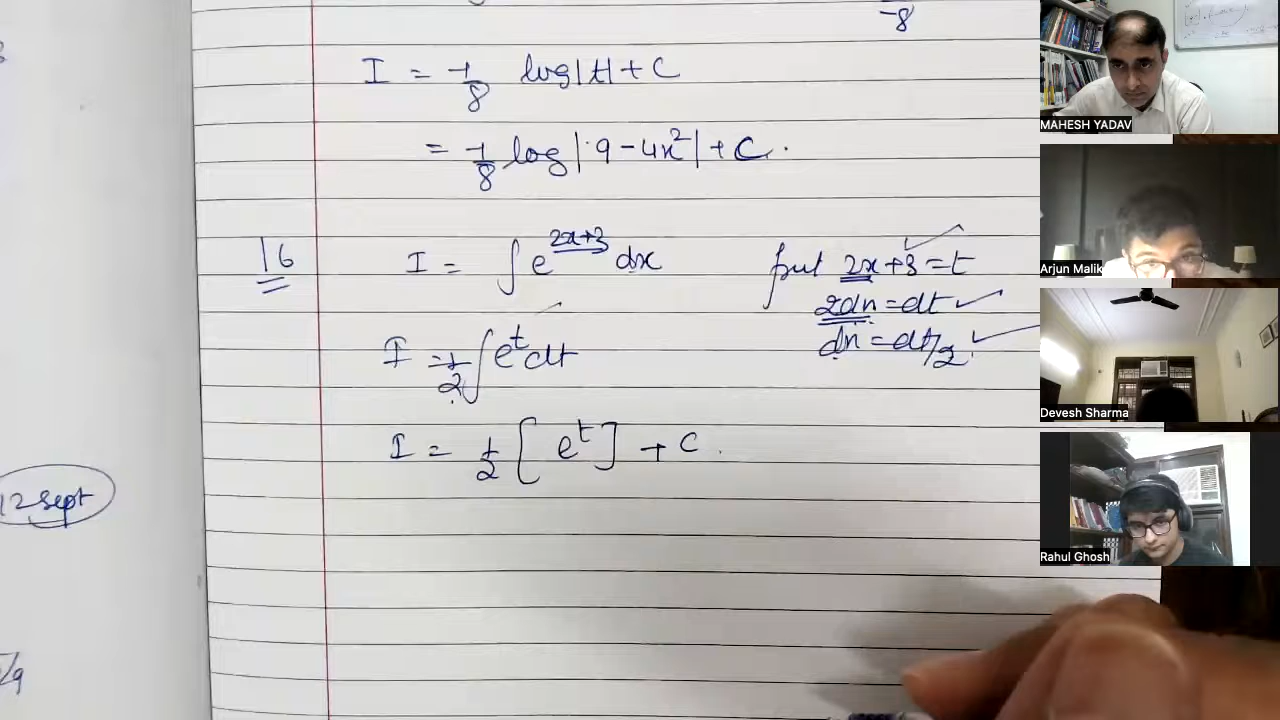 -8
I = -1/8 log|t| + C
= -1/8 log|9 - 4x²| + C.
16 I = ∫ e^(2x+3) dx put 2x+3 = t
2dx = dt
I = 1/2 ∫ e^t dt dx = dt/2
I = 1/2 [ e^t ] + C.
12 Sept
/9
MAHESH YADAV
Arjun Malik
Devesh Sharma
Rahul Ghosh